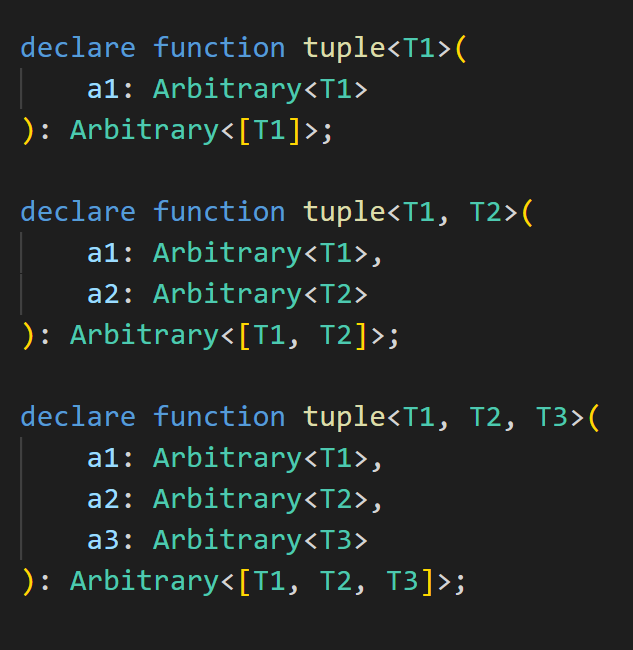 declare function tuple<T1>(
    a1: Arbitrary<T1>
): Arbitrary<[T1]>;
declare function tuple<T1, T2>(
    a1: Arbitrary<T1>,
    a2: Arbitrary<T2>
): Arbitrary<[T1, T2]>;
declare function tuple<T1, T2, T3>(
    a1: Arbitrary<T1>,
    a2: Arbitrary<T2>,
    a3: Arbitrary<T3>
): Arbitrary<[T1, T2, T3]>;